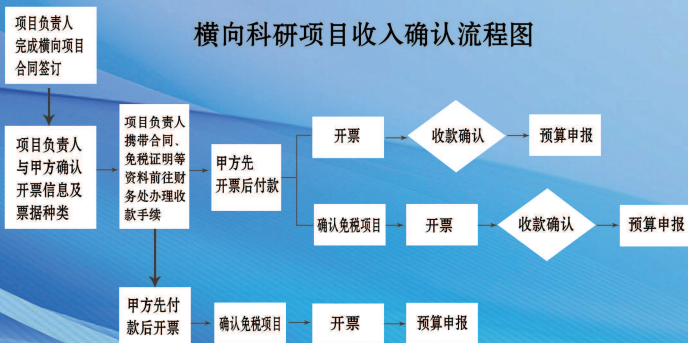 横向科研项目收入确认流程图
项目负责人
完成横向项目
合同签订
项目负责人
与甲方确认
开票信息及
票据种类
项目负责人
携带合同、
免税证明等
资料前往财
务处办理收
款手续
甲方先
开票后付款
开票
收款确认
预算申报
确认免税项目
开票
收款确认
预算申报
甲方先付
款后开票
确认免税项目
开票
预算申报